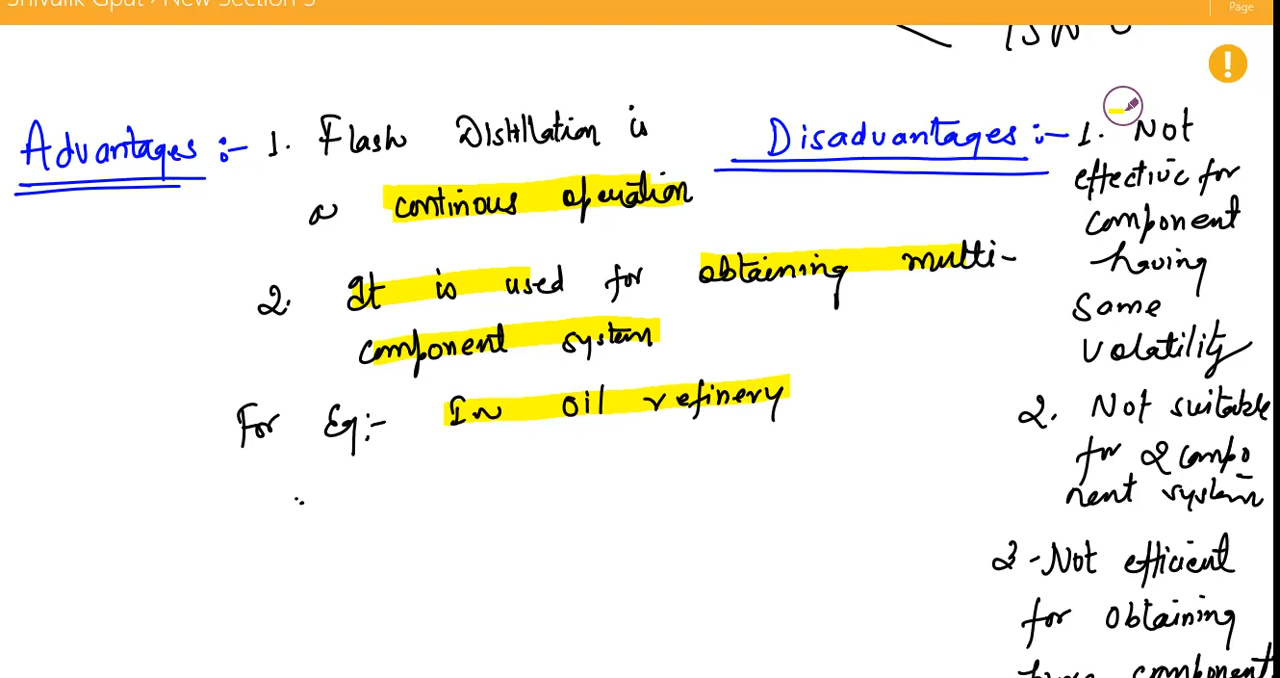 Shivalik Gpat › New Section 3
Page
Advantages :- 1. Flash Distillation is
a continous operation
2. It is used for obtaining multi-
component system
For Eg:- In oil refinery
Disadvantages :- 1. Not
effective for
component
having
same
volatility
2. Not suitable
for 2 compo
nent system
3 - Not efficient
for obtaining
component